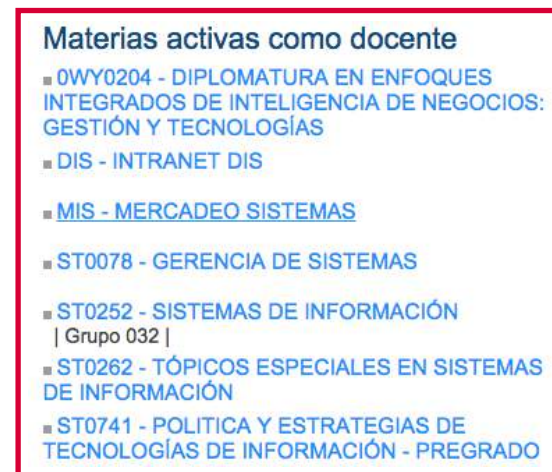 Materias activas como docente
0WY0204 - DIPLOMATURA EN ENFOQUES
INTEGRADOS DE INTELIGENCIA DE NEGOCIOS:
GESTIÓN Y TECNOLOGÍAS
DIS - INTRANET DIS
MIS - MERCADEO SISTEMAS
ST0078 - GERENCIA DE SISTEMAS
ST0252 - SISTEMAS DE INFORMACIÓN
| Grupo 032 |
ST0262 - TÓPICOS ESPECIALES EN SISTEMAS
DE INFORMACIÓN
ST0741 - POLITICA Y ESTRATEGIAS DE
TECNOLOGÍAS DE INFORMACIÓN - PREGRADO